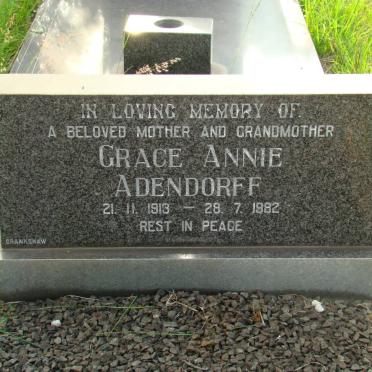 IN LOVING MEMORY OF
A BELOVED MOTHER AND GRANDMOTHER
GRACE ANNIE
ADENDORFF
21. 11. 1913 — 28. 7. 1982
REST IN PEACE
CRANKSHAW